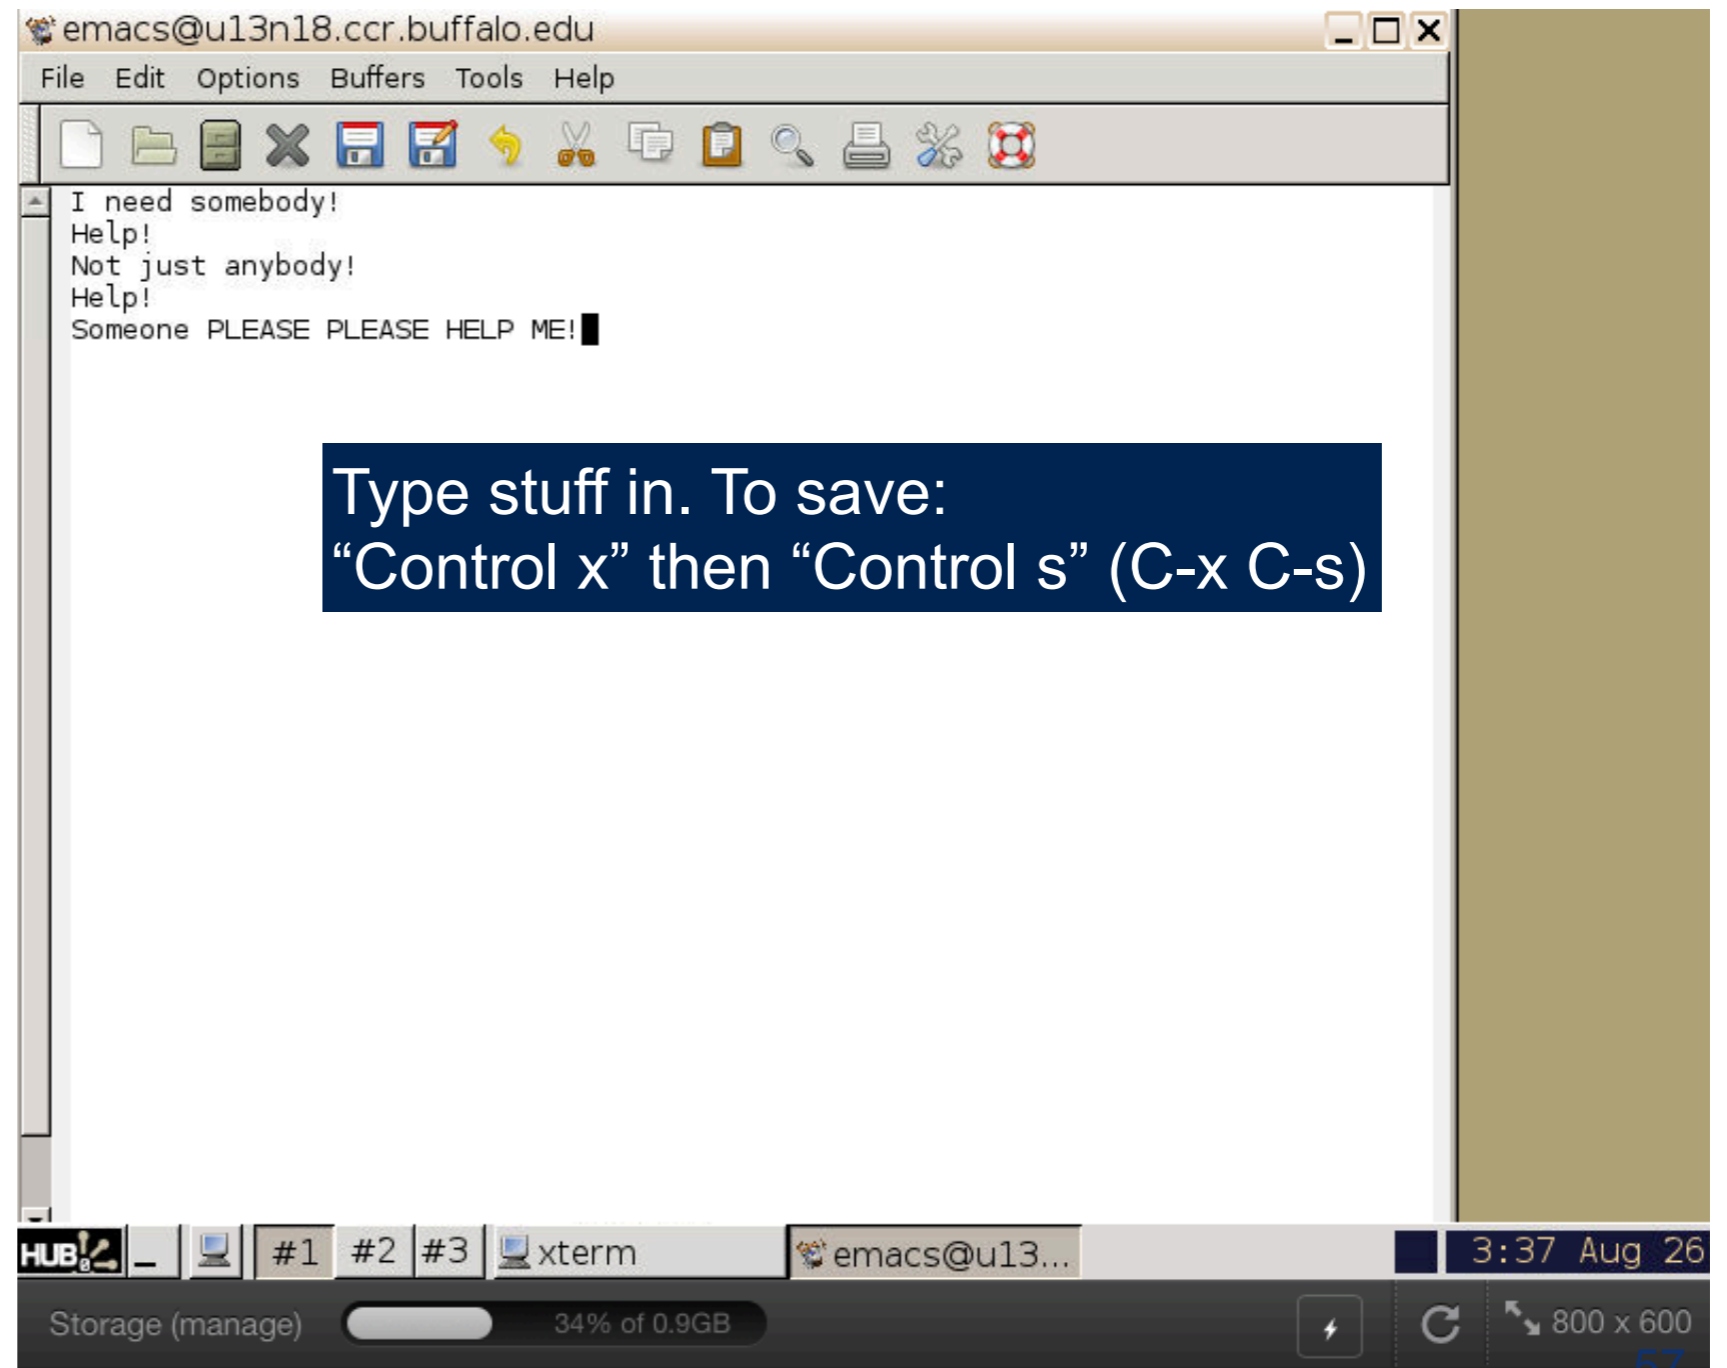 emacs@u13n18.ccr.buffalo.edu
File Edit Options Buffers Tools Help
I need somebody!
Help!
Not just anybody!
Help!
Someone PLEASE PLEASE HELP ME!
Type stuff in. To save:
“Control x” then “Control s” (C-x C-s)
HUB #1 #2 #3 xterm emacs@u13... 3:37 Aug 26
Storage (manage) 34% of 0.9GB 800 x 600